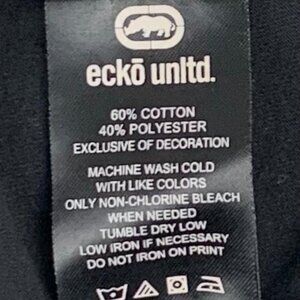 eckō unltd.
60% COTTON
40% POLYESTER
EXCLUSIVE OF DECORATION
MACHINE WASH COLD
WITH LIKE COLORS
ONLY NON-CHLORINE BLEACH
WHEN NEEDED
TUMBLE DRY LOW
LOW IRON IF NECESSARY
DO NOT IRON ON PRINT